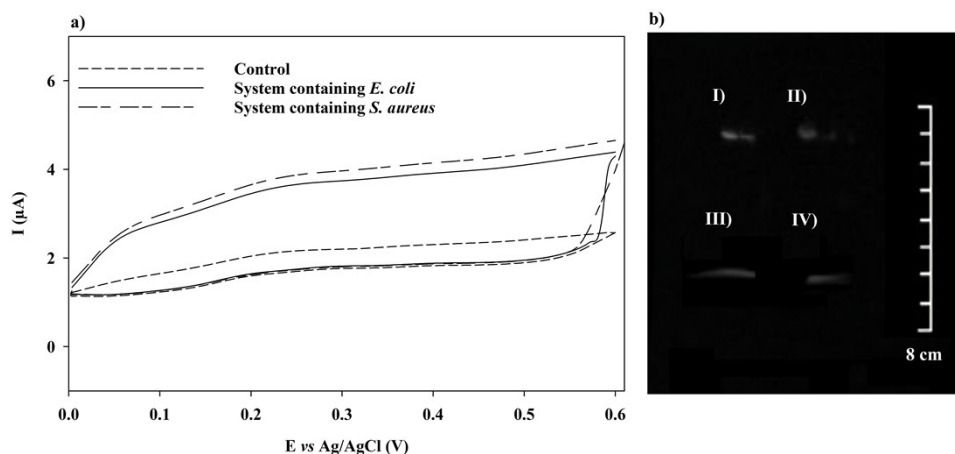 a)
6
4
2
0
I (µA)
Control
System containing E. coli
System containing S. aureus
0.0 0.1 0.2 0.3 0.4 0.5 0.6
E vs Ag/AgCl (V)
b)
I) II)
III) IV)
8 cm